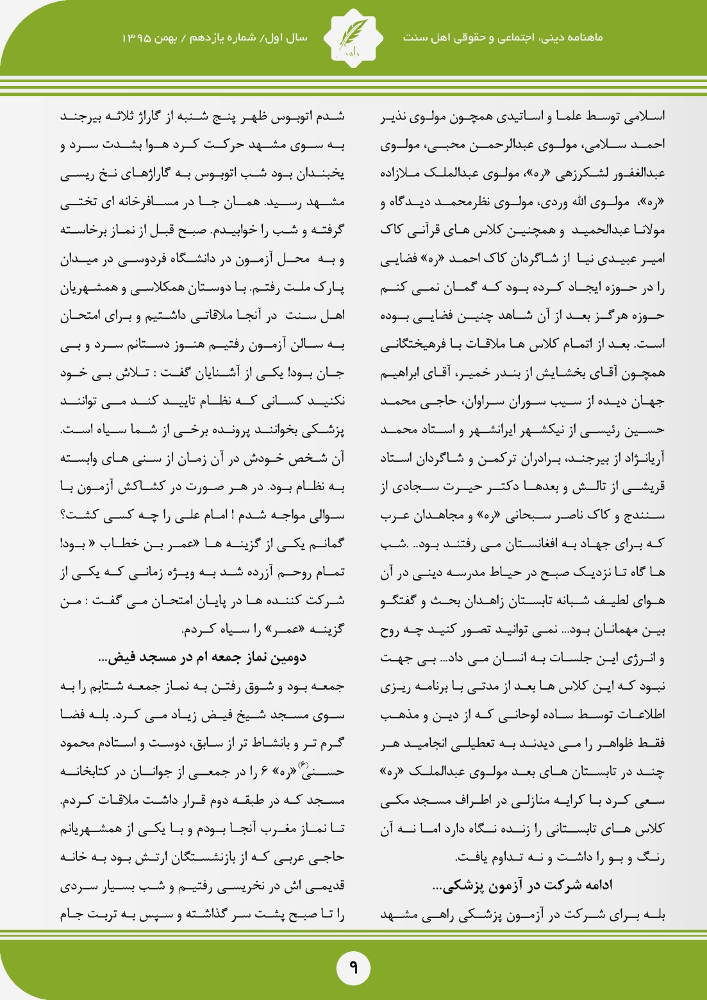 ماهنامه دینی، اجتماعی و حقوقی اهل سنت
سال اول/ شماره یازدهم / بهمن ۱۳۹۵
اسلامی توسط علما و اساتیدی همچون مولوی نذیر
احمد سلامی، مولوی عبدالرحمن محبی، مولوی
عبدالغفور لشکرزهی «ره»، مولوی عبدالملک ملازاده
«ره»، مولوی الله وردی، مولوی نظرمحمد دیدگاه و
مولانا عبدالحمید و همچنین کلاس های قرآنی کاک
امیر عبیدی نیا از شاگردان کاک احمد «ره» فضایی
را در حوزه ایجاد کرده بود که گمان نمی کنم
حوزه هرگز بعد از آن شاهد چنین فضایی بوده
است. بعد از اتمام کلاس ها ملاقات با فرهیختگانی
همچون آقای بخشایش از بندر خمیر، آقای ابراهیم
جهان دیده از سیب سوران سراوان، حاجی محمد
حسین رئیسی از نیکشهر ایرانشهر و استاد محمد
آریانژاد از بیرجند، برادران ترکمن و شاگردان استاد
قریشی از تالش و بعدها دکتر حیرت سجادی از
سنندج و کاک ناصر سبحانی «ره» و مجاهدان عرب
که برای جهاد به افغانستان می رفتند بود.. .شب
ها گاه تا نزدیک صبح در حیاط مدرسه دینی در آن
هوای لطیف شبانه تابستان زاهدان بحث و گفتگو
بین مهمانان بود... نمی توانید تصور کنید چه روح
و انرژی این جلسات به انسان می داد... بی جهت
نبود که این کلاس ها بعد از مدتی با برنامه ریزی
اطلاعات توسط ساده لوحانی که از دین و مذهب
فقط ظواهر را می دیدند به تعطیلی انجامید هر
چند در تابستان های بعد مولوی عبدالملک «ره»
سعی کرد با کرایه منازلی در اطراف مسجد مکی
کلاس های تابستانی را زنده نگاه دارد اما نه آن
رنگ و بو را داشت و نه تداوم یافت.
ادامه شرکت در آزمون پزشکی...
بله برای شرکت در آزمون پزشکی راهی مشهد
شدم اتوبوس ظهر پنج شنبه از گاراژ ثلاثه بیرجند
به سوی مشهد حرکت کرد هوا بشدت سرد و
یخبندان بود شب اتوبوس به گاراژهای نخ ریسی
مشهد رسید. همان جا در مسافرخانه ای تختی
گرفته و شب را خوابیدم. صبح قبل از نماز برخاسته
و به محل آزمون در دانشگاه فردوسی در میدان
پارک ملت رفتم. با دوستان همکلاسی و همشهریان
اهل سنت در آنجا ملاقاتی داشتیم و برای امتحان
به سالن آزمون رفتیم هنوز دستانم سرد و بی
جان بود! یکی از آشنایان گفت : تلاش بی خود
نکنید کسانی که نظام تایید کند می توانند
پزشکی بخوانند پرونده برخی از شما سیاه است.
آن شخص خودش در آن زمان از سنی های وابسته
به نظام بود. در هر صورت در کشاکش آزمون با
سوالی مواجه شدم ! امام علی را چه کسی کشت؟
گمانم یکی از گزینه ها «عمر بن خطاب « بود!
تمام روحم آزرده شد به ویژه زمانی که یکی از
شرکت کننده ها در پایان امتحان می گفت : من
گزینه «عمر» را سیاه کردم.
دومین نماز جمعه ام در مسجد فیض...
جمعه بود و شوق رفتن به نماز جمعه شتابم را به
سوی مسجد شیخ فیض زیاد می کرد. بله فضا
گرم تر و بانشاط تر از سابق، دوست و استادم محمود
حسنی(۶)«ره» ۶ را در جمعی از جوانان در کتابخانه
مسجد که در طبقه دوم قرار داشت ملاقات کردم.
تا نماز مغرب آنجا بودم و با یکی از همشهریانم
حاجی عربی که از بازنشستگان ارتش بود به خانه
قدیمی اش در نخریسی رفتیم و شب بسیار سردی
را تا صبح پشت سر گذاشته و سپس به تربت جام
۹